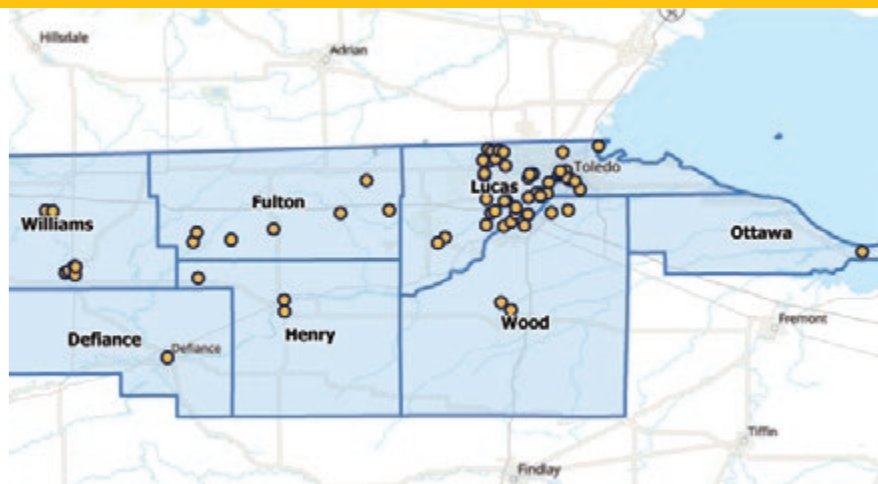 Hillsdale
Adrian
Toledo
Lucas
Fulton
Williams
Ottawa
Defiance
Defiance
Henry
Wood
Fremont
Tiffin
Findlay